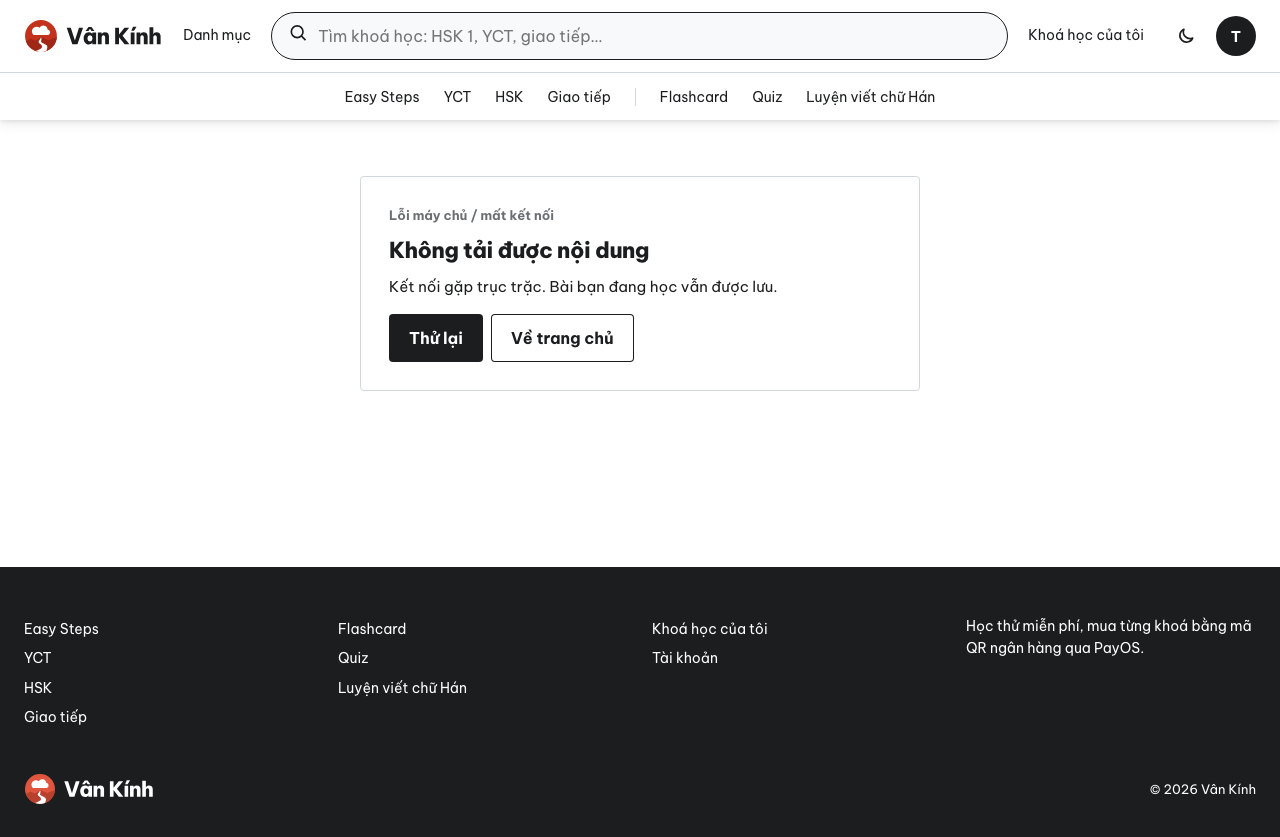 Vân Kính
Danh mục
Tìm khoá học: HSK 1, YCT, giao tiếp...
Khoá học của tôi
T
Easy Steps
YCT
HSK
Giao tiếp
Flashcard
Quiz
Luyện viết chữ Hán
Lỗi máy chủ / mất kết nối
Không tải được nội dung
Kết nối gặp trục trặc. Bài bạn đang học vẫn được lưu.
Thử lại
Về trang chủ
Easy Steps
YCT
HSK
Giao tiếp
Flashcard
Quiz
Luyện viết chữ Hán
Khoá học của tôi
Tài khoản
Học thử miễn phí, mua từng khoá bằng mã
QR ngân hàng qua PayOS.
Vân Kính
© 2026 Vân Kính